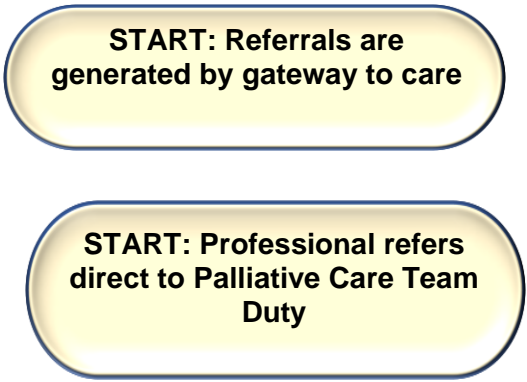 START: Referrals are
generated by gateway to care
START: Professional refers
direct to Palliative Care Team
Duty